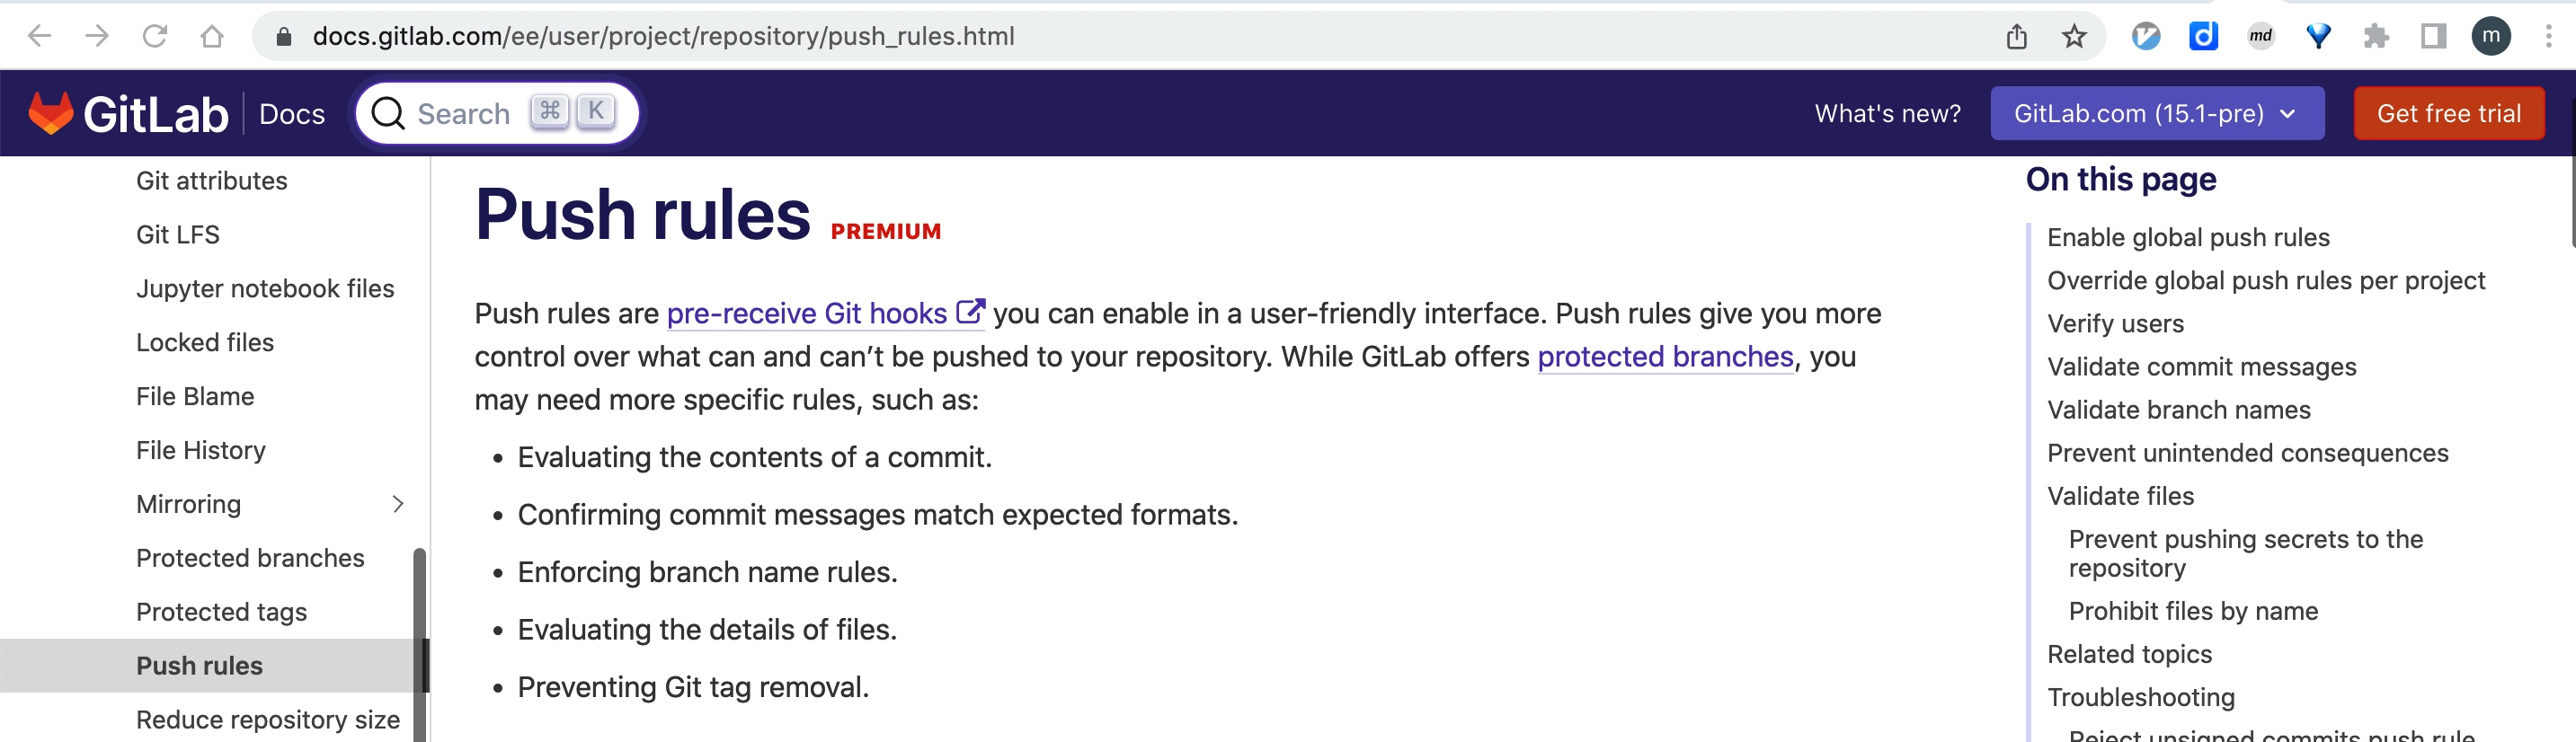 docs.gitlab.com/ee/user/project/repository/push_rules.html
md
m
GitLab
Docs
Search ⌘ K
What's new?
GitLab.com (15.1-pre)
Get free trial
Git attributes
Git LFS
Jupyter notebook files
Locked files
File Blame
File History
Mirroring
Protected branches
Protected tags
Push rules
Reduce repository size
Push rules PREMIUM
Push rules are pre-receive Git hooks you can enable in a user-friendly interface. Push rules give you more
control over what can and can’t be pushed to your repository. While GitLab offers protected branches, you
may need more specific rules, such as:
• Evaluating the contents of a commit.
• Confirming commit messages match expected formats.
• Enforcing branch name rules.
• Evaluating the details of files.
• Preventing Git tag removal.
On this page
Enable global push rules
Override global push rules per project
Verify users
Validate commit messages
Validate branch names
Prevent unintended consequences
Validate files
Prevent pushing secrets to the
repository
Prohibit files by name
Related topics
Troubleshooting
Reject unsigned commits push rule